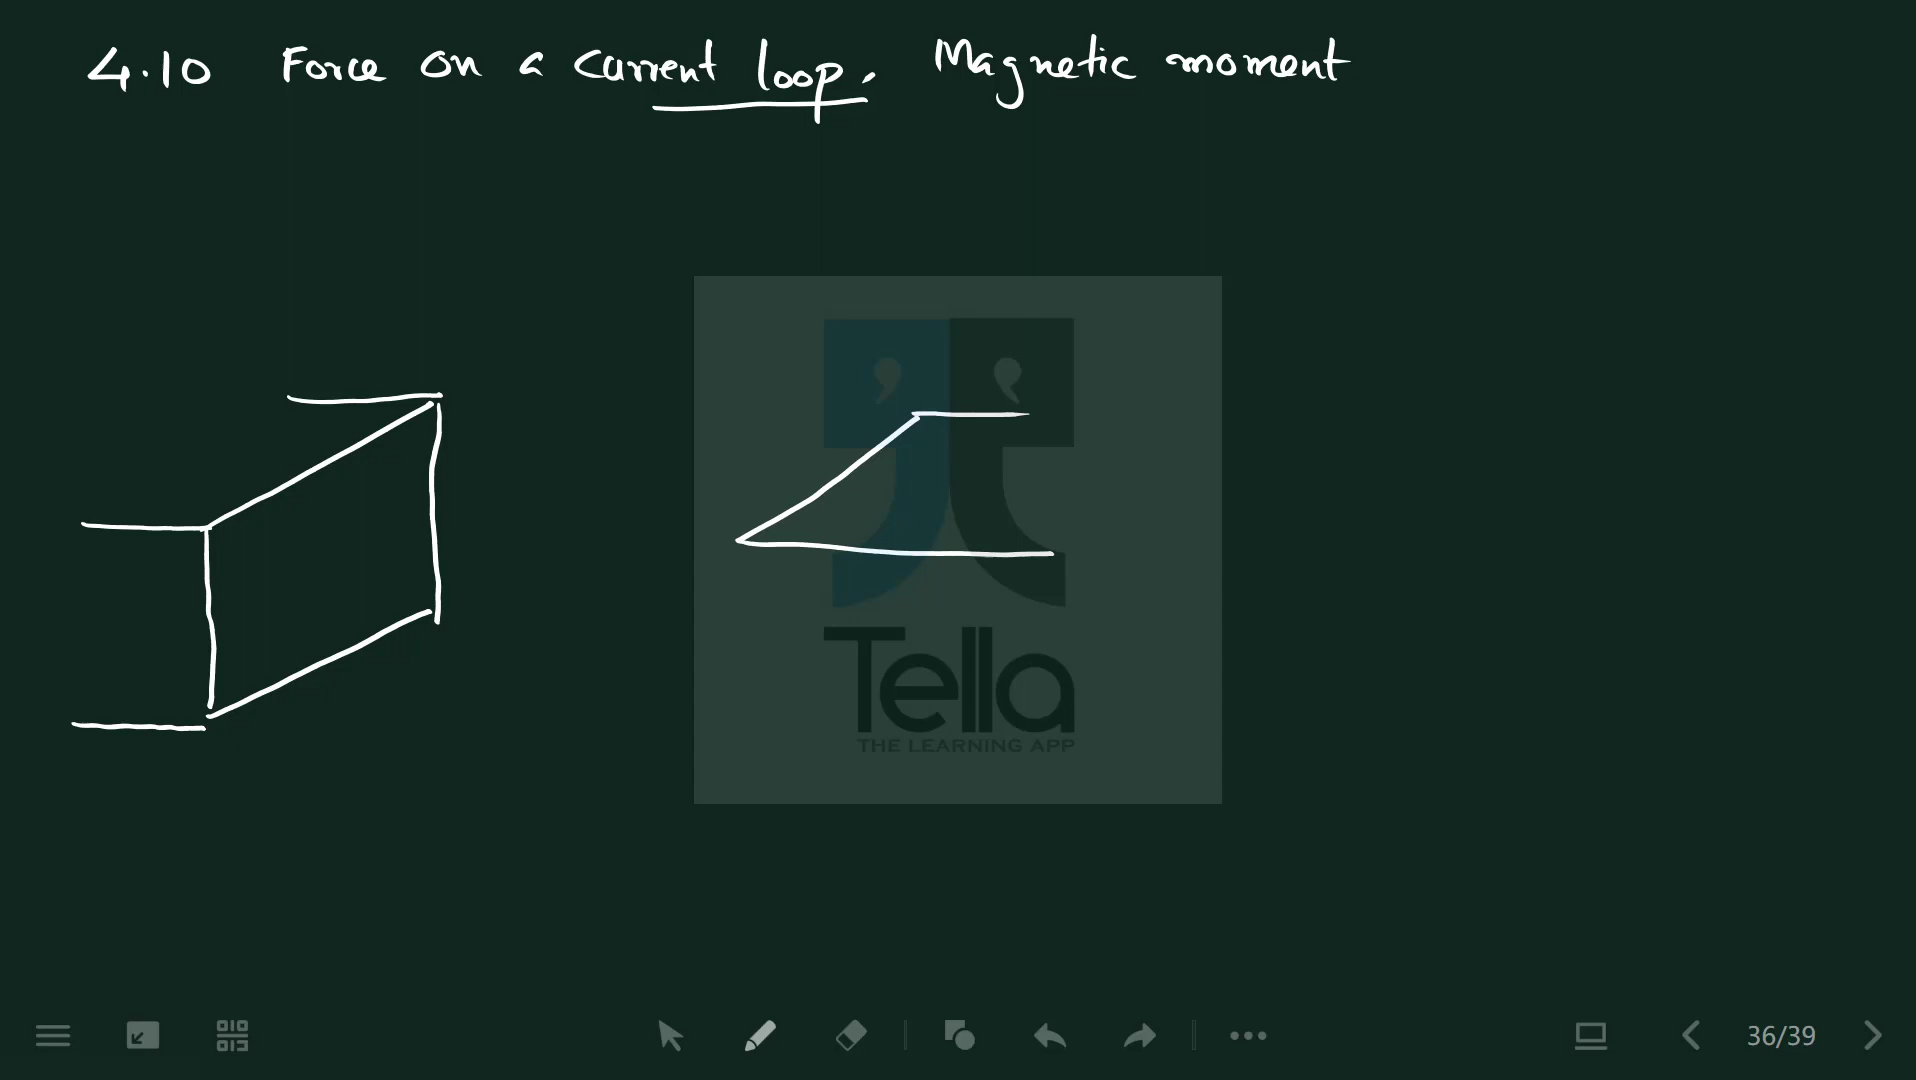 4.10 Force on a current loop. Magnetic moment
Tella
THE LEARNING APP
36/39